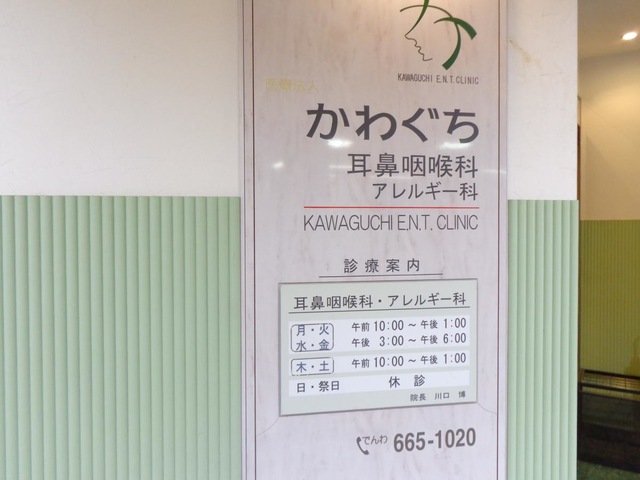 KAWAGUCHI E.N.T. CLINIC
医療法人
かわぐち
耳鼻咽喉科
アレルギー科
KAWAGUCHI E.N.T. CLINIC
診療案内
耳鼻咽喉科・アレルギー科
月・火 午前 10:00 〜 午後 1:00
水・金 午後 3:00 〜 午後 6:00
木・土 午前 10:00 〜 午後 1:00
日・祭日 休診
院長 川口 博
でんわ 665-1020